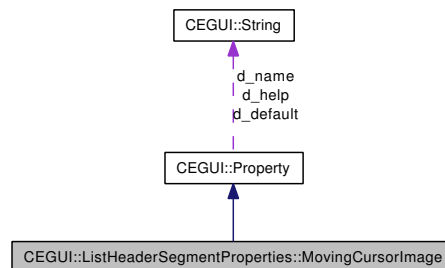 CEGUI::String
d_name
d_help
d_default
CEGUI::Property
CEGUI::ListHeaderSegmentProperties::MovingCursorImage